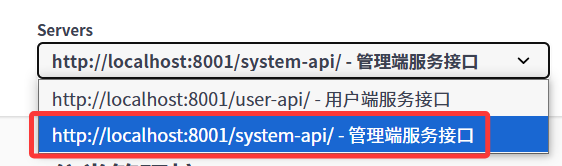 Servers
http://localhost:8001/system-api/ - 管理端服务接口
http://localhost:8001/user-api/ - 用户端服务接口
http://localhost:8001/system-api/ - 管理端服务接口